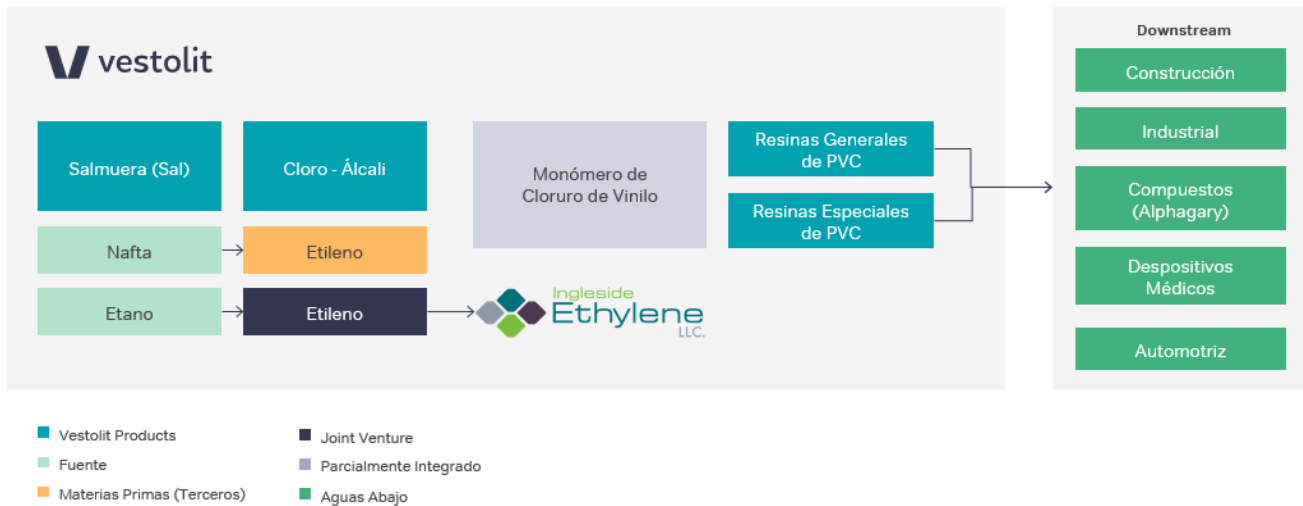 vestolit
Salmuera (Sal)
Cloro - Álcali
Monómero de
Cloruro de Vinilo
Resinas Generales
de PVC
Resinas Especiales
de PVC
Nafta
Etileno
Etano
Etileno
Ingleside
Ethylene
LLC.
Downstream
Construcción
Industrial
Compuestos
(Alphagary)
Despositivos
Médicos
Automotriz
Vestolit Products
Fuente
Materias Primas (Terceros)
Joint Venture
Parcialmente Integrado
Aguas Abajo